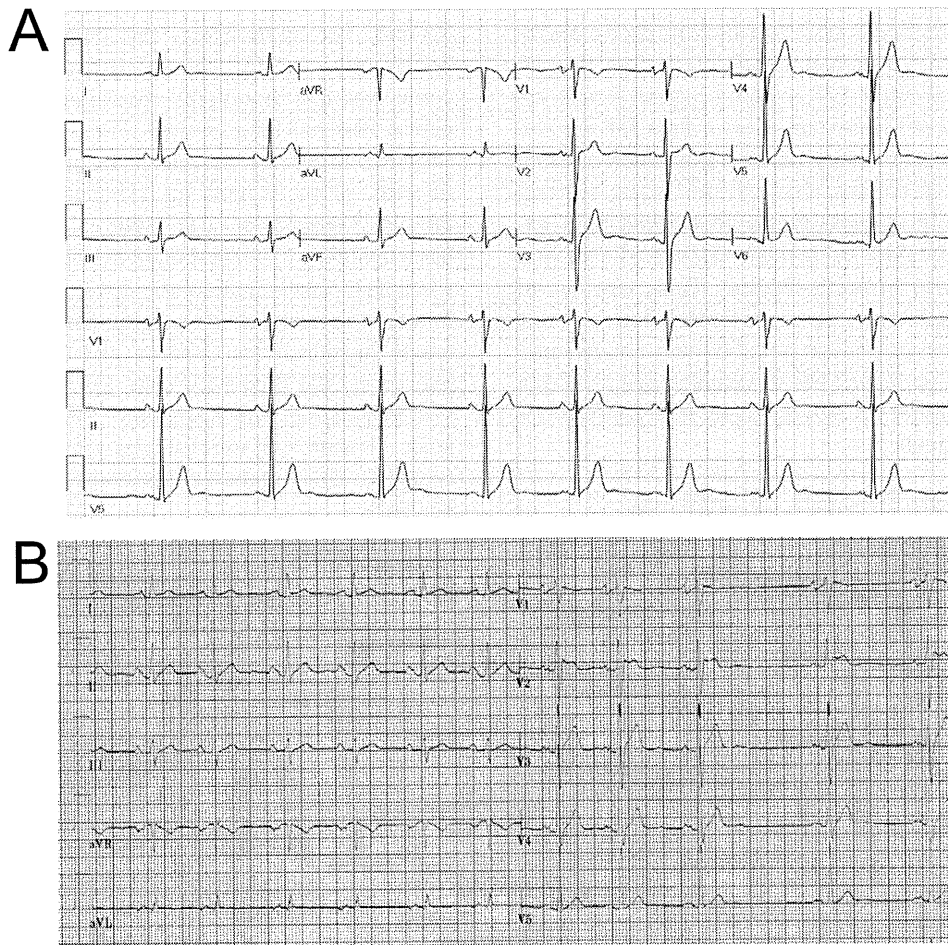 A
I aVR V1 V4
II aVL V2 V5
III aVF V3 V6
V1
II
V5
B
I V1
II V2
III V3
aVR V4
aVL V5